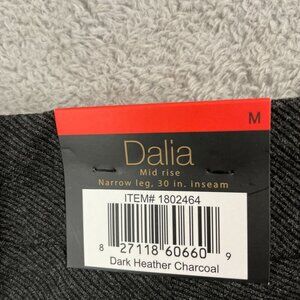 M
Dalia
Mid rise
Narrow leg, 30 in. inseam
ITEM# 1802464
8 27118 60660 9
Dark Heather Charcoal